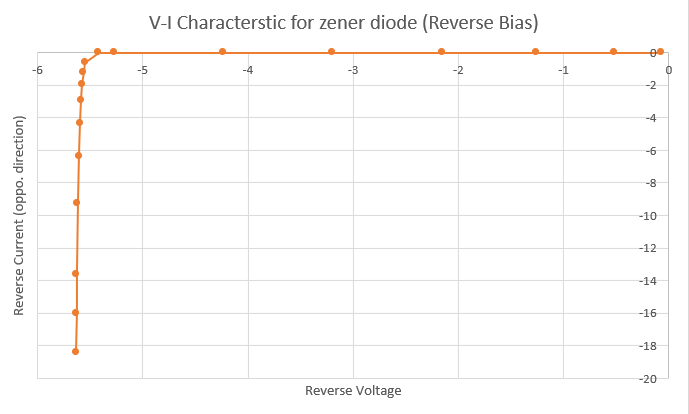 V-I Characterstic for zener diode (Reverse Bias)
-6 -5 -4 -3 -2 -1 0
0
-2
-4
-6
-8
-10
-12
-14
-16
-18
-20
Reverse Current (oppo. direction)
Reverse Voltage